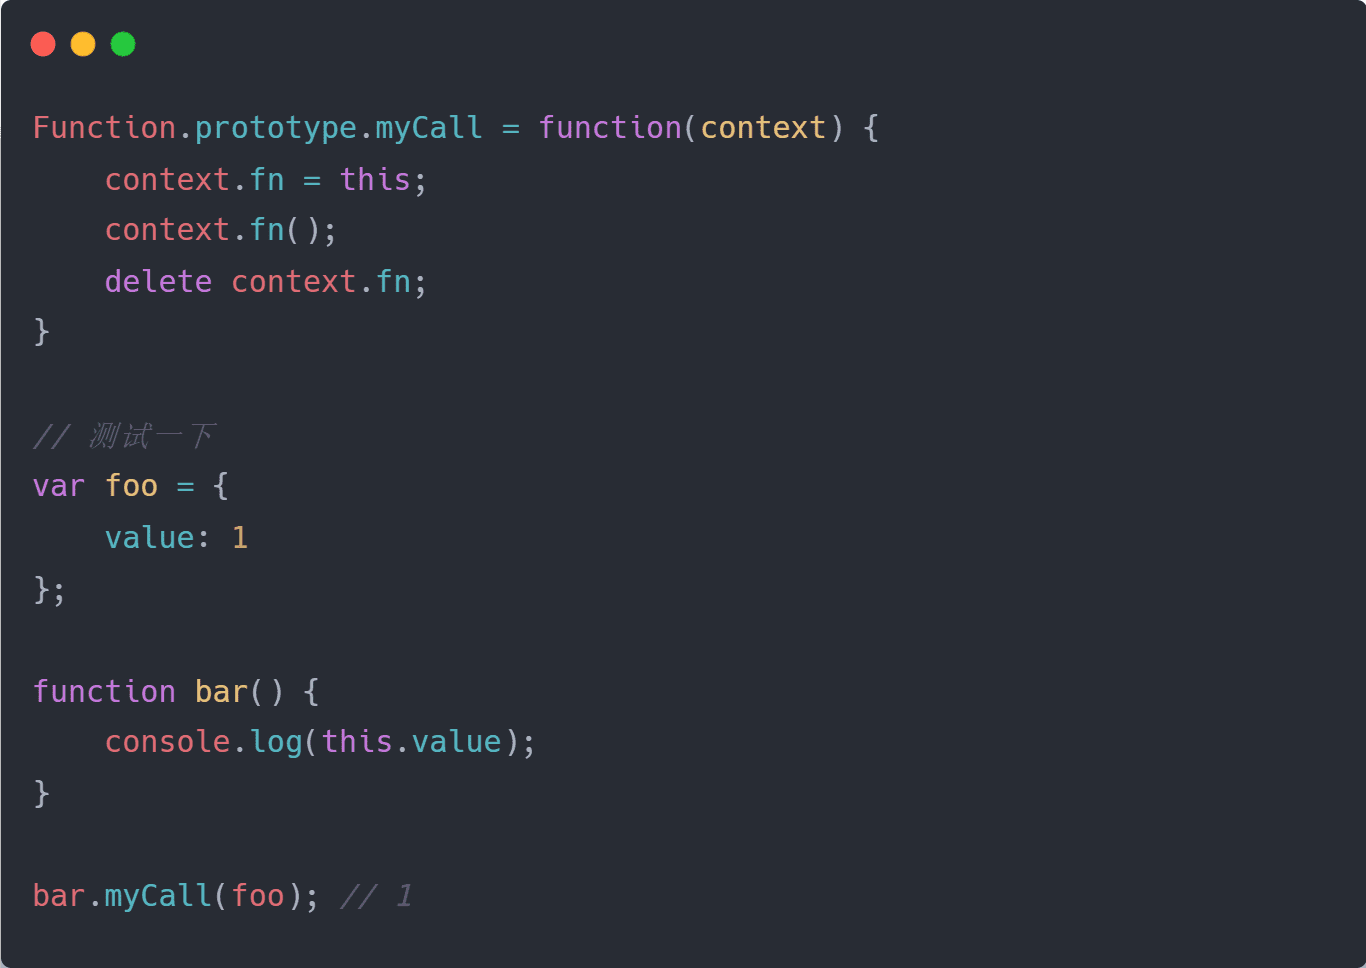 Function.prototype.myCall = function(context) {
    context.fn = this;
    context.fn();
    delete context.fn;
}
// 测试一下
var foo = {
    value: 1
};
function bar() {
    console.log(this.value);
}
bar.myCall(foo); // 1